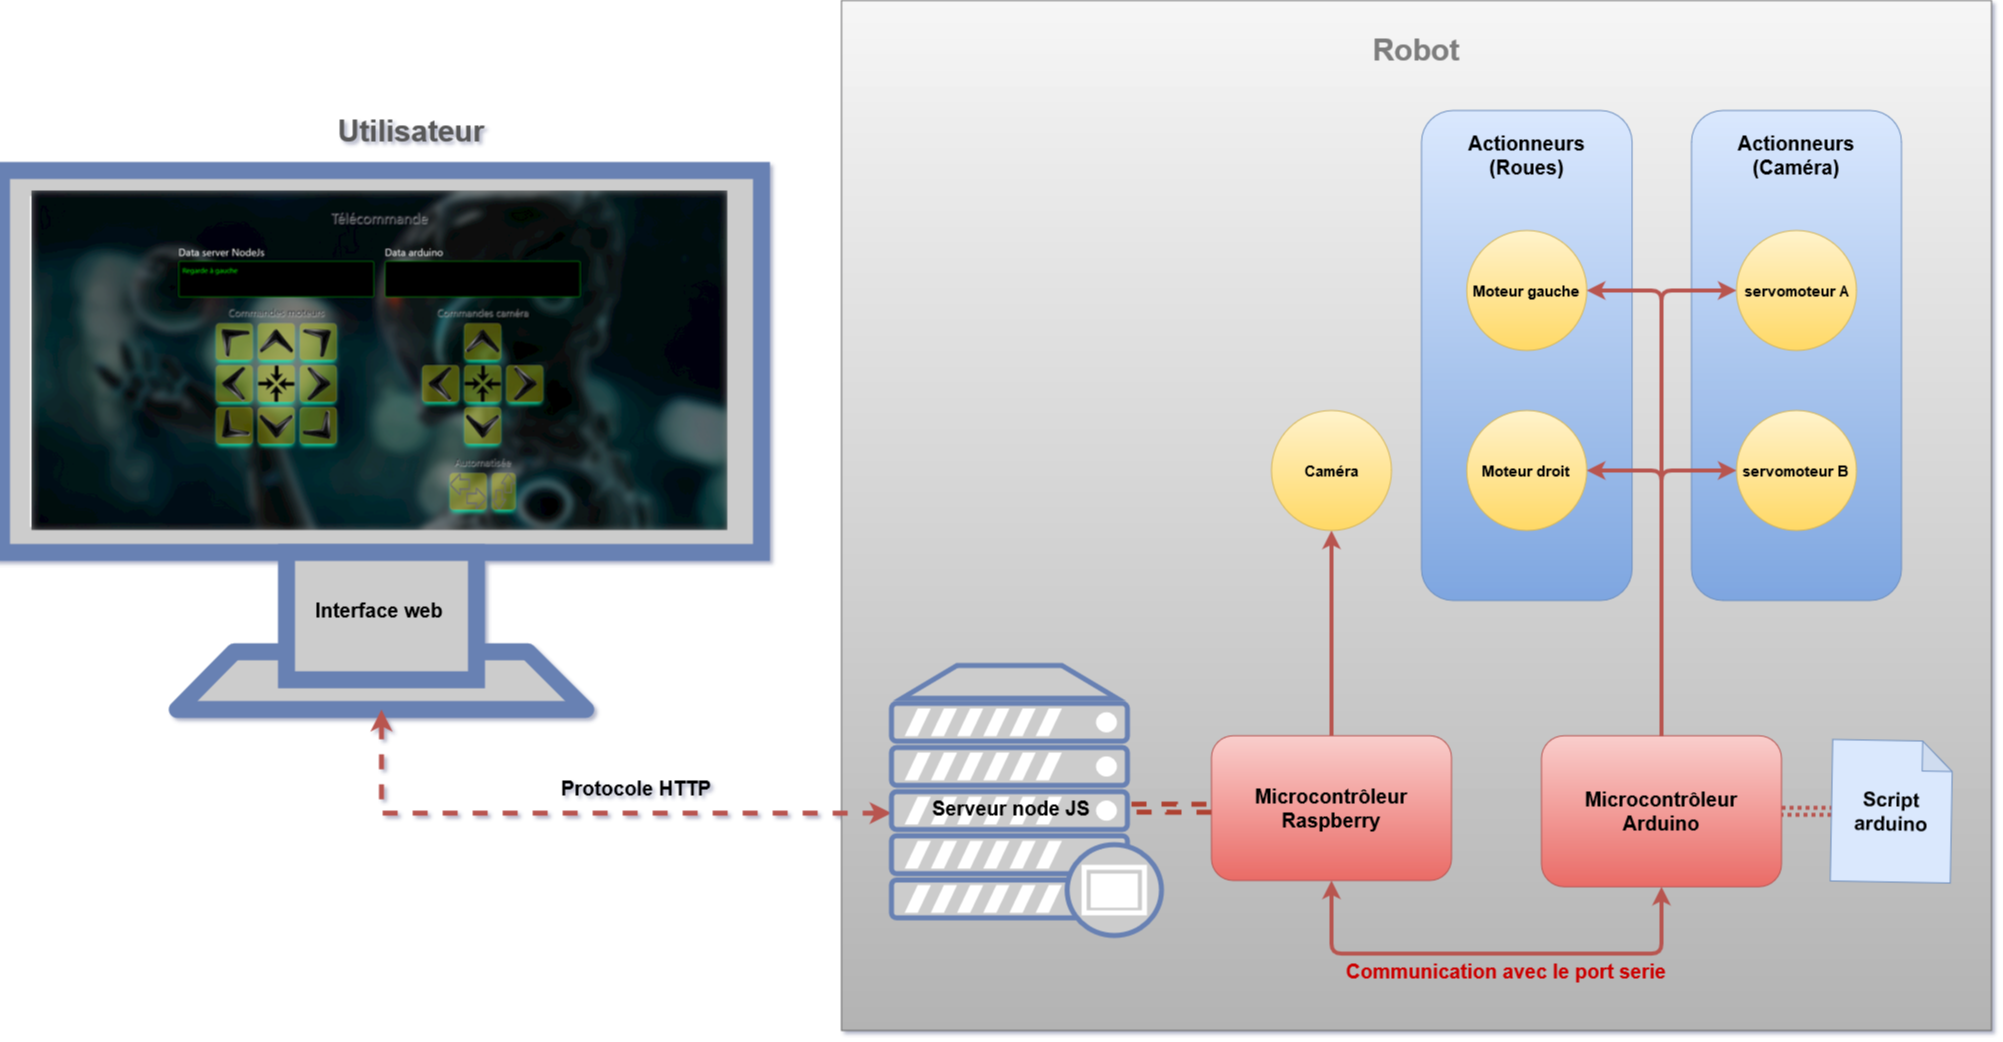 Robot
Utilisateur
Actionneurs
(Roues)
Actionneurs
(Caméra)
Télécommande
Data server NodeJs
Data arduino
Regarde à gauche
Commandes moteurs
Commandes caméra
Automatisée
Moteur gauche
servomoteur A
Caméra
Moteur droit
servomoteur B
Interface web
Protocole HTTP
Serveur node JS
Microcontrôleur
Raspberry
Microcontrôleur
Arduino
Script
arduino
Communication avec le port serie